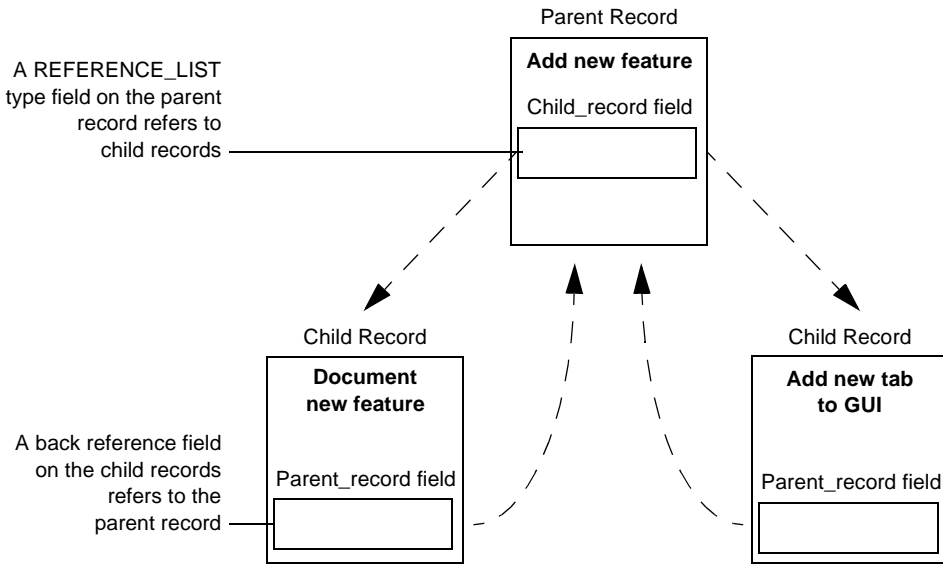 Parent Record
Add new feature
Child_record field
A REFERENCE_LIST
type field on the parent
record refers to
child records
Child Record
Document
new feature
Parent_record field
A back reference field
on the child records
refers to the
parent record
Child Record
Add new tab
to GUI
Parent_record field